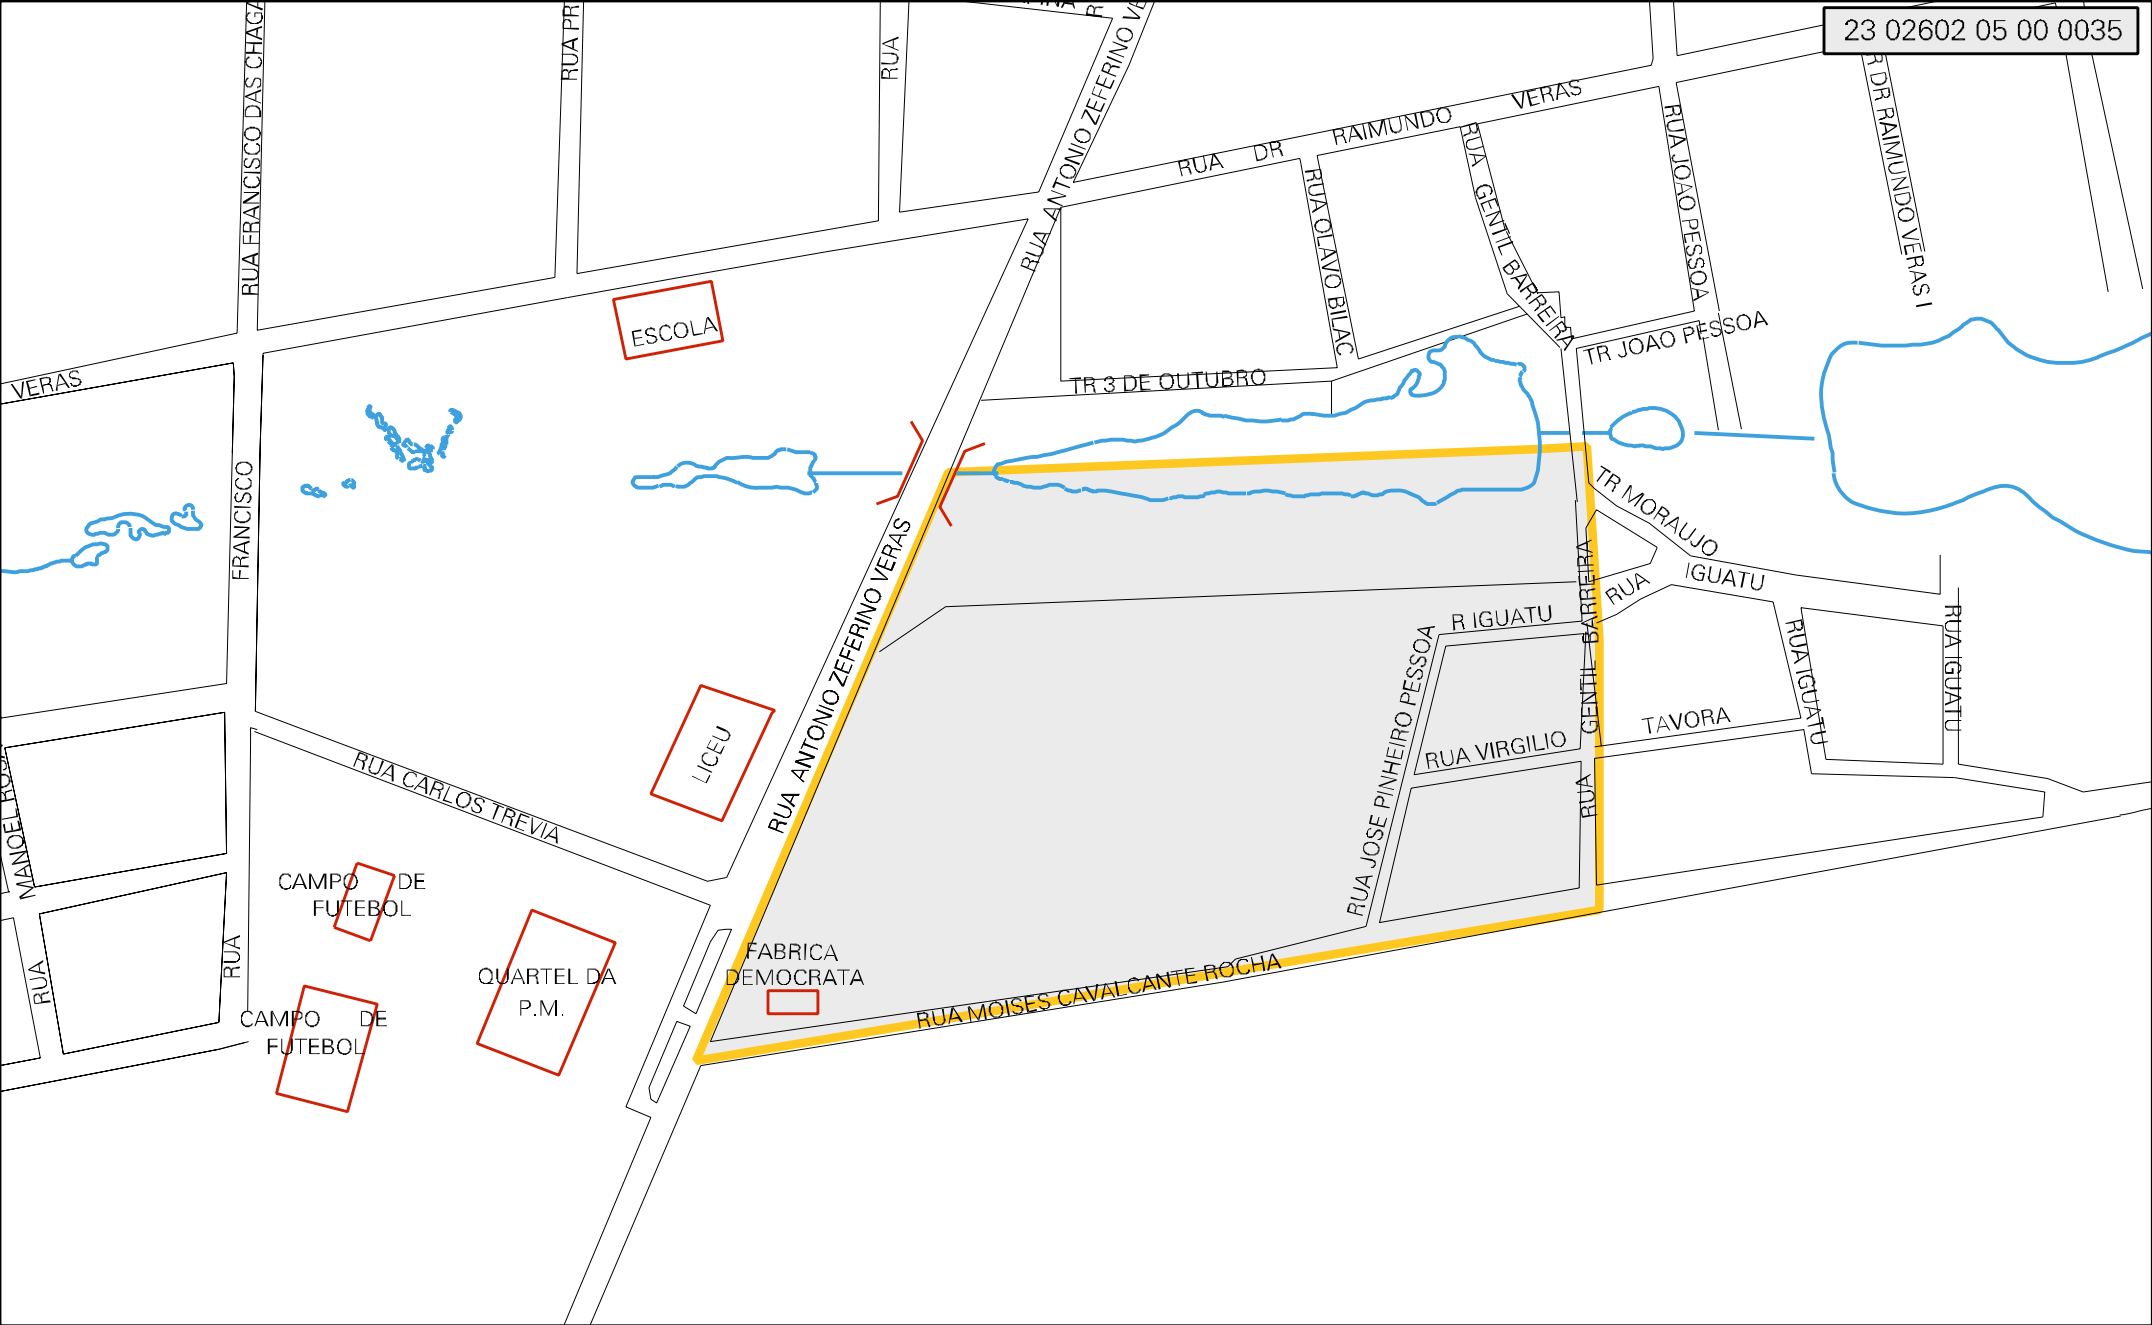 23 02602 05 00 0035
RUA FRANCISCO DAS CHAGA
RUA PR
RUA
RUA ANTONIO ZEFERINO VE
RUA DR RAIMUNDO VERAS
RUA OLAVO BILAC
RUA GENTIL BARREIRA
RUA JOAO PESSOA
R DR RAIMUNDO VERAS I
ESCOLA
TR JOAO PESSOA
VERAS
TR 3 DE OUTUBRO
FRANCISCO
TR MORAUJO
RUA ANTONIO ZEFERINO VERAS
RUA IGUATU
R IGUATU
RUA GENTIL BARREIRA
RUA JOSE PINHEIRO PESSOA
RUA IGUATU
RUA IGUATU
RUA VIRGILIO TAVORA
LICEU
RUA CARLOS TREVIA
MANOEL
RUA
RUA
CAMPO DE
FUTEBOL
QUARTEL DA
P.M.
FABRICA
DEMOCRATA
CAMPO DE
FUTEBOL
RUA MOISES CAVALCANTE ROCHA